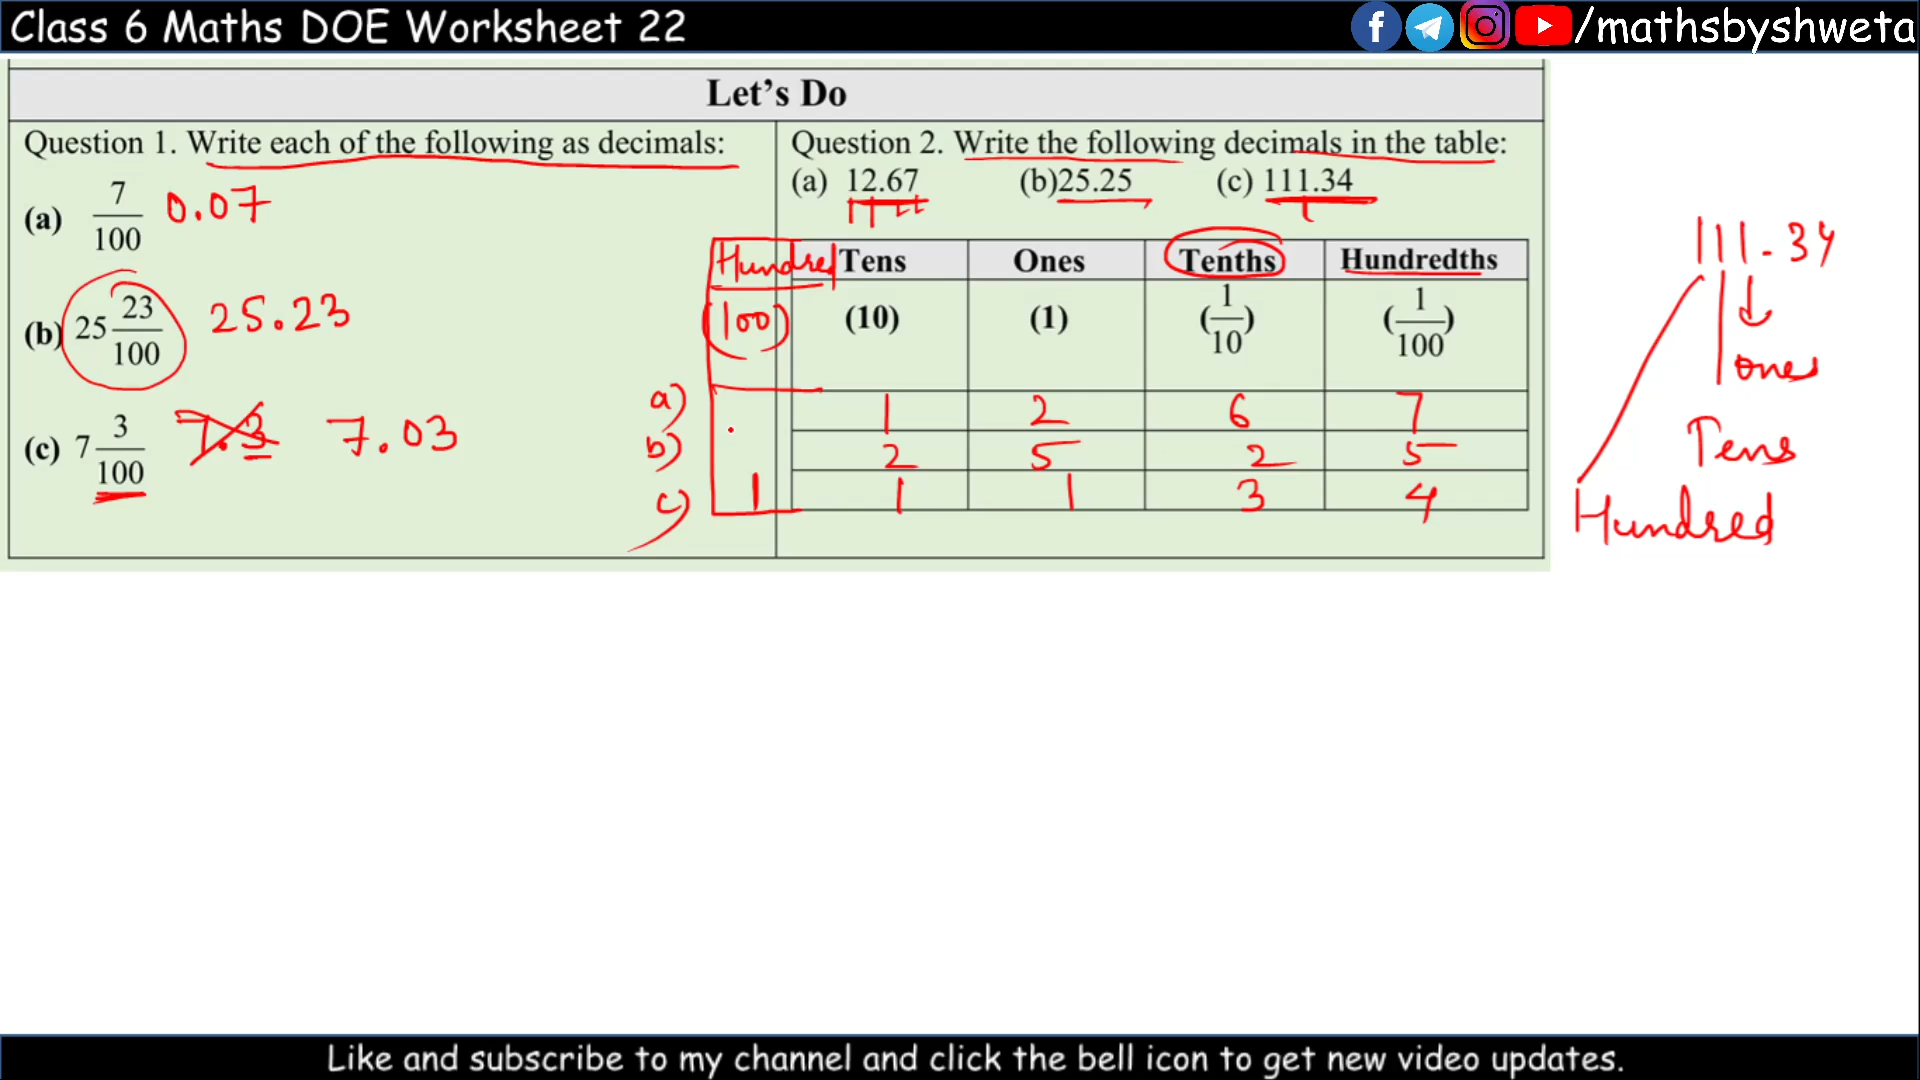 Class 6 Maths DOE Worksheet 22
/mathsbyshweta
Let's Do
Question 1. Write each of the following as decimals:
(a) 7/100 0.07
(b) 25 23/100 25.23
(c) 7 3/100 7.3 7.03
Question 2. Write the following decimals in the table:
(a) 12.67 (b)25.25 (c) 111.34
Hundred Tens Ones Tenths Hundredths
(100) (10) (1) (1/10) (1/100)
a) 1 2 6 7
b) 2 5 2 5
c) 1 1 1 3 4
111.34
ones
Tens
Hundred
Like and subscribe to my channel and click the bell icon to get new video updates.